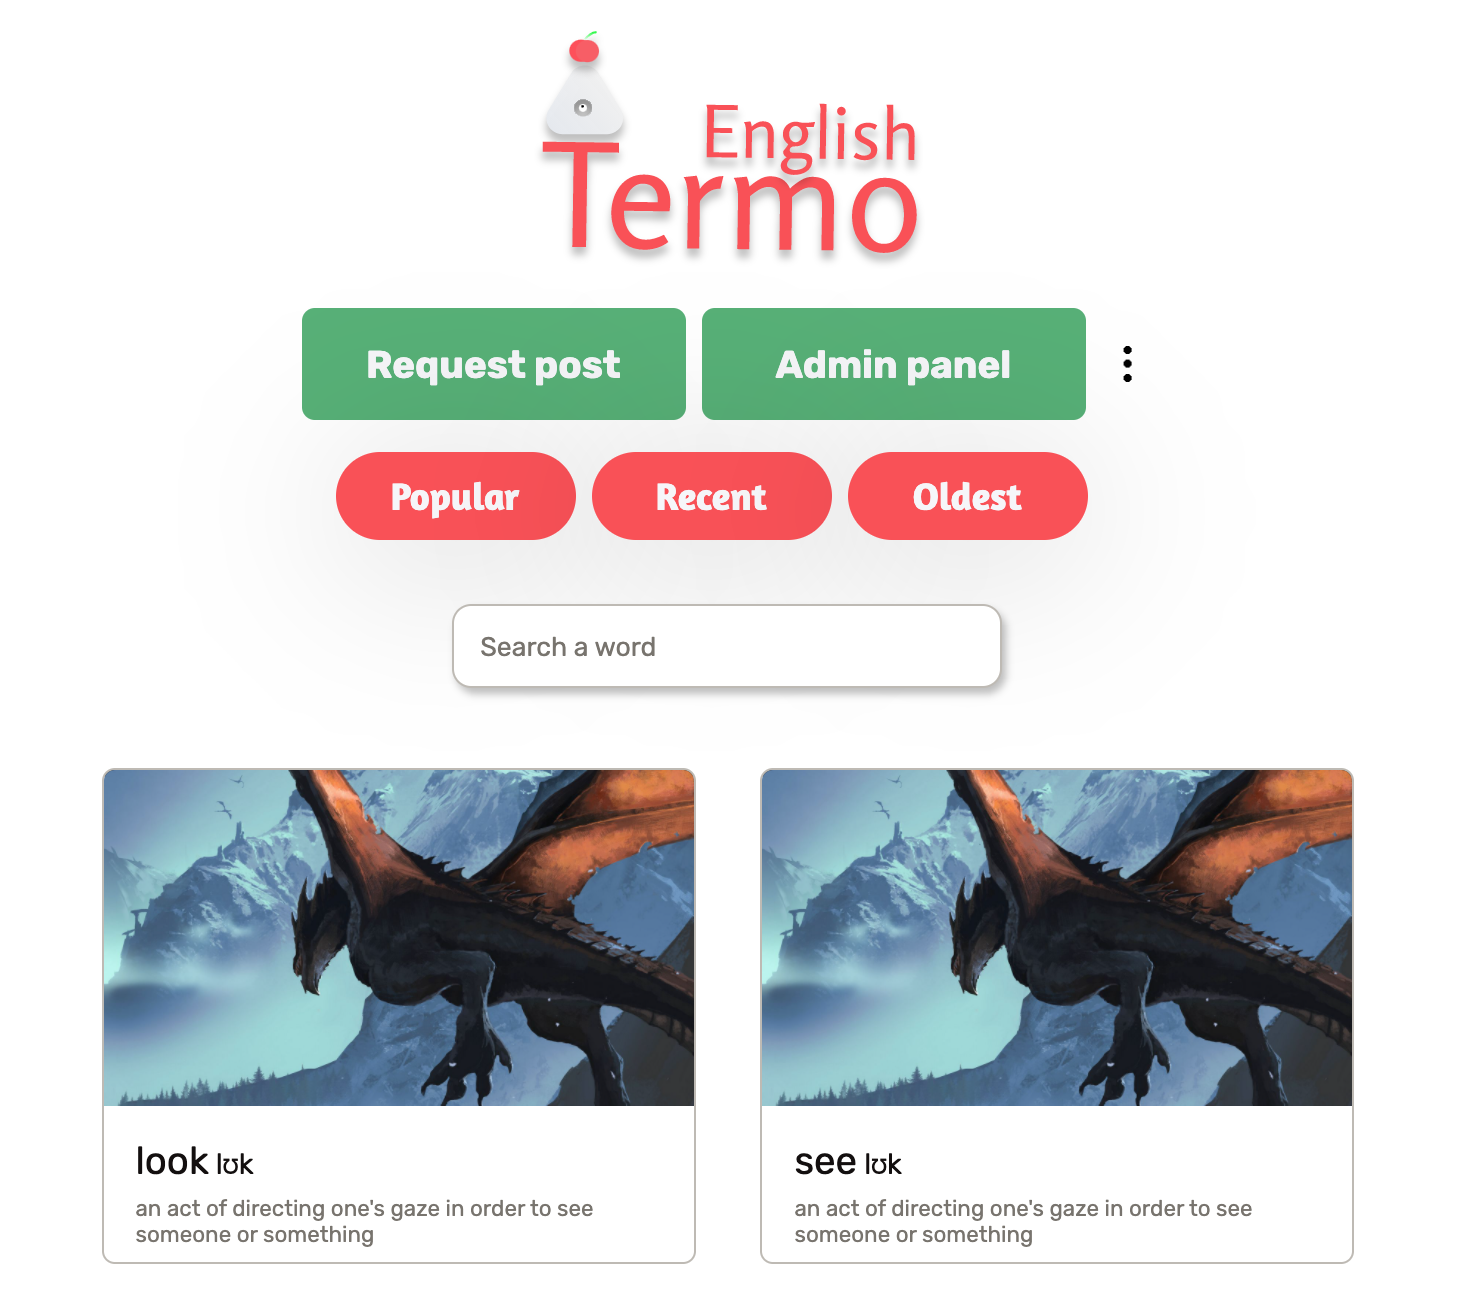 English
Termo
Request post
Admin panel
Popular
Recent
Oldest
Search a word
look lʊk
an act of directing one's gaze in order to see
someone or something
see lʊk
an act of directing one's gaze in order to see
someone or something